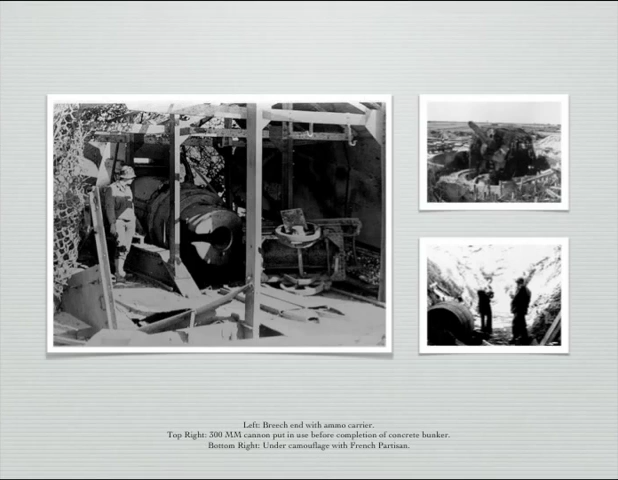 Left: Breech end with ammo carrier.
Top Right: 300 MM cannon put in use before completion of concrete bunker.
Bottom Right: Under camouflage with French Partisan.